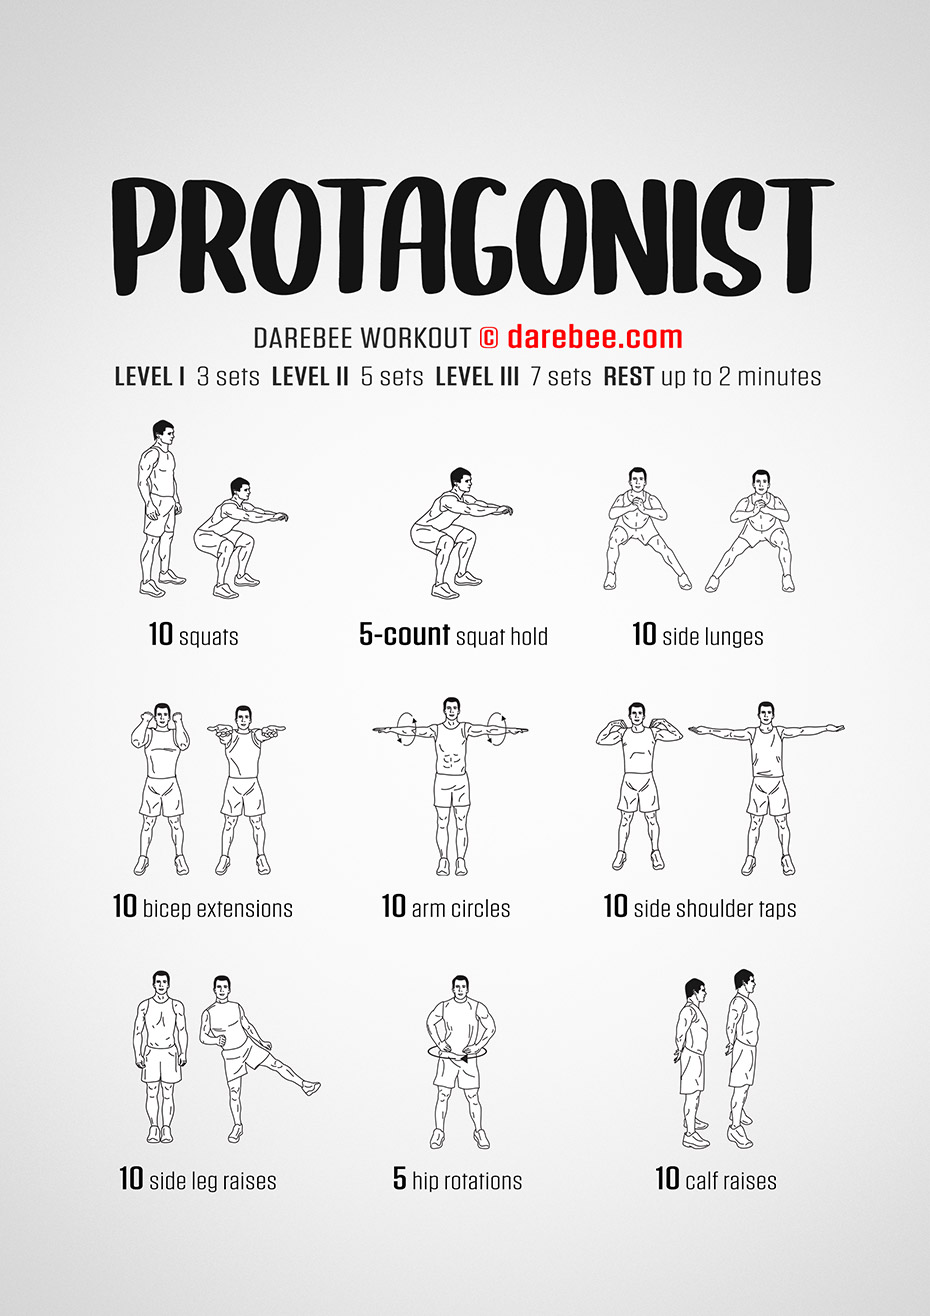 PROTAGONIST
DAREBEE WORKOUT © darebee.com
LEVEL I 3 sets LEVEL II 5 sets LEVEL III 7 sets REST up to 2 minutes
10 squats
5-count squat hold
10 side lunges
10 bicep extensions
10 arm circles
10 side shoulder taps
10 side leg raises
5 hip rotations
10 calf raises